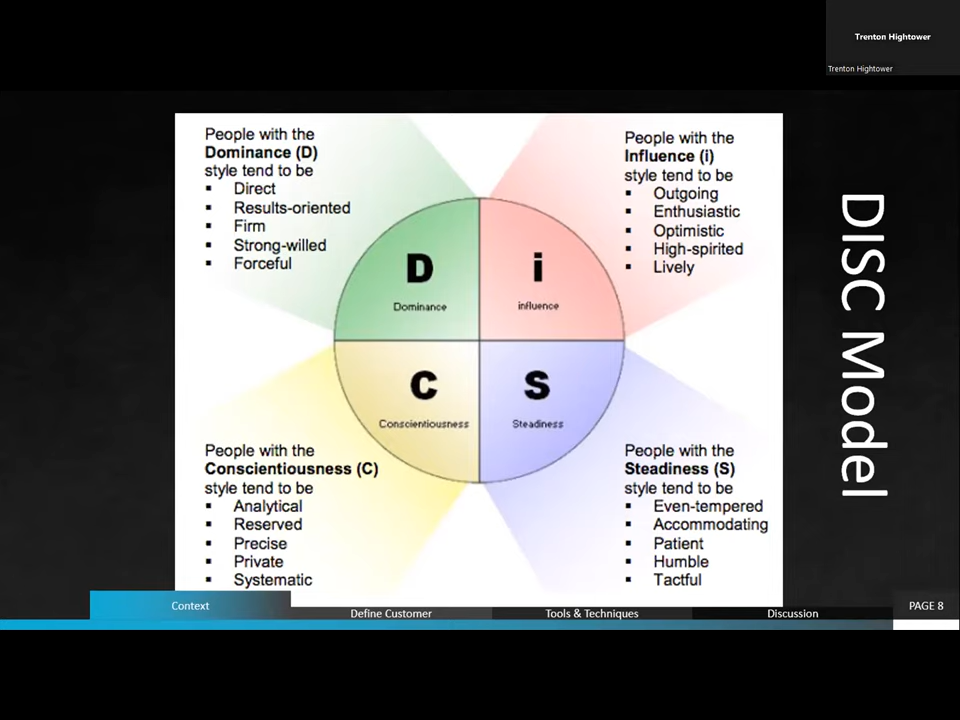 Trenton Hightower
Trenton Hightower
People with the
Dominance (D)
style tend to be
▪ Direct
▪ Results-oriented
▪ Firm
▪ Strong-willed
▪ Forceful
People with the
Influence (i)
style tend to be
▪ Outgoing
▪ Enthusiastic
▪ Optimistic
▪ High-spirited
▪ Lively
D
Dominance
i
influence
C
Conscientiousness
S
Steadiness
People with the
Conscientiousness (C)
style tend to be
▪ Analytical
▪ Reserved
▪ Precise
▪ Private
▪ Systematic
People with the
Steadiness (S)
style tend to be
▪ Even-tempered
▪ Accommodating
▪ Patient
▪ Humble
▪ Tactful
DISC Model
Context
Define Customer
Tools & Techniques
Discussion
PAGE 8